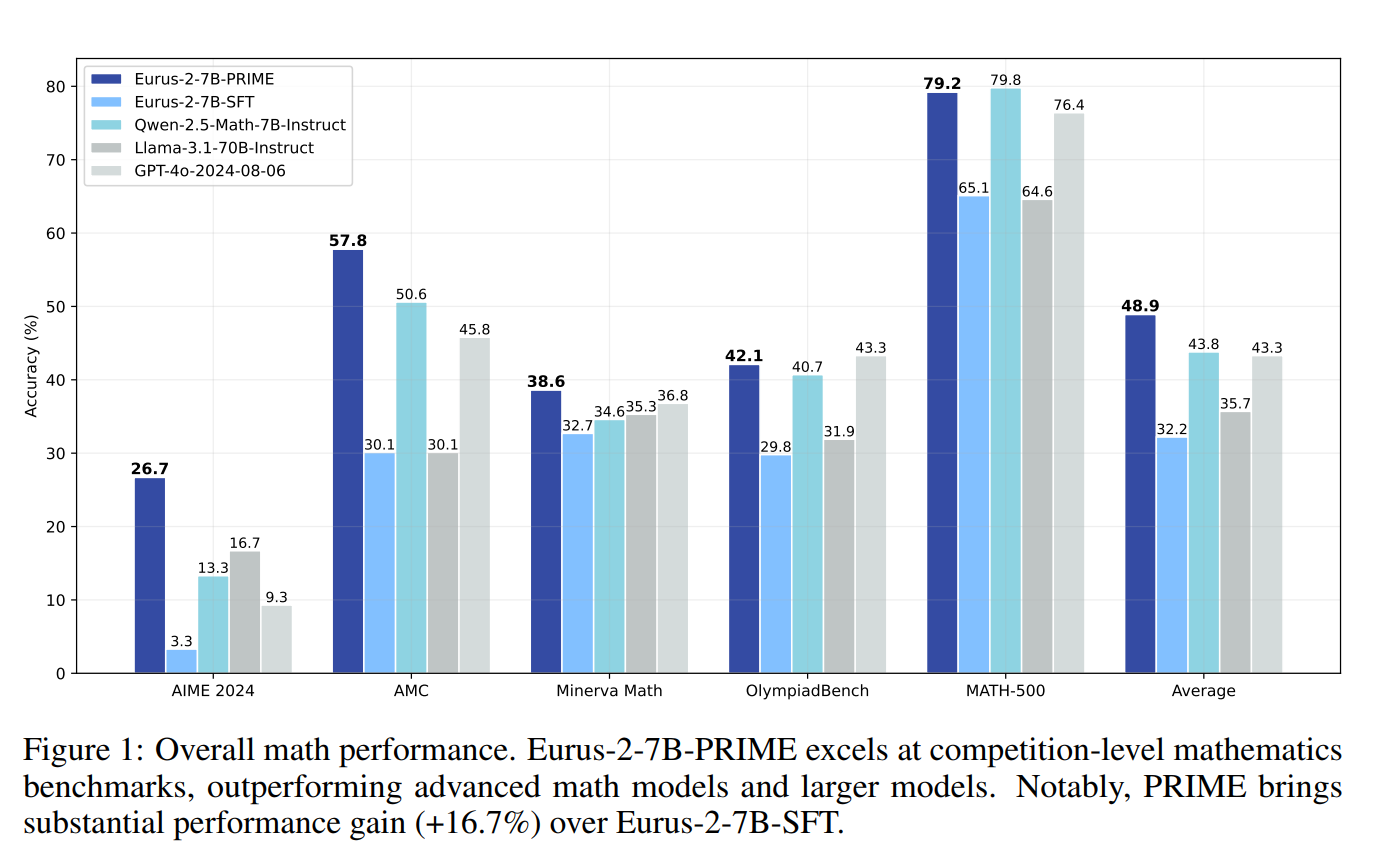 Eurus-2-7B-PRIME
Eurus-2-7B-SFT
Qwen-2.5-Math-7B-Instruct
Llama-3.1-70B-Instruct
GPT-4o-2024-08-06
Accuracy (%)
80
70
60
50
40
30
20
10
0
26.7
3.3
13.3
16.7
9.3
57.8
30.1
50.6
30.1
45.8
38.6
32.7
34.6
35.3
36.8
42.1
29.8
40.7
31.9
43.3
79.2
65.1
79.8
64.6
76.4
48.9
32.2
43.8
35.7
43.3
AIME 2024
AMC
Minerva Math
OlympiadBench
MATH-500
Average
Figure 1: Overall math performance. Eurus-2-7B-PRIME excels at competition-level mathematics
benchmarks, outperforming advanced math models and larger models. Notably, PRIME brings
substantial performance gain (+16.7%) over Eurus-2-7B-SFT.